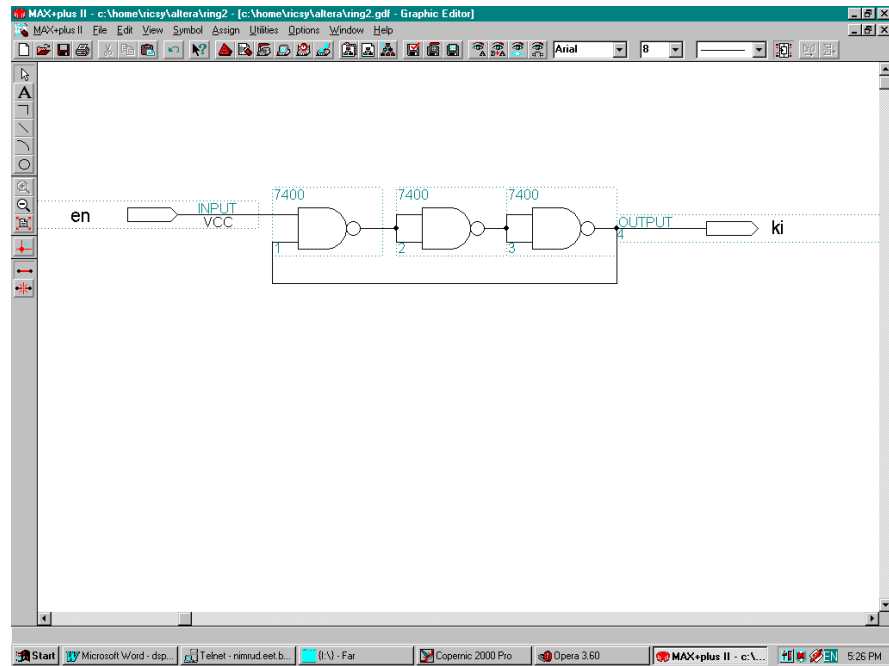 MAX+plus II - c:\home\ricsy\altera\ring2 - [c:\home\ricsy\altera\ring2.gdf - Graphic Editor]
MAX+plus II File Edit View Symbol Assign Utilities Options Window Help
Arial 8
7400 7400 7400
en INPUT VCC
1 2 3
OUTPUT 4 ki
Start Microsoft Word - dsp... Telnet - nimrud.eet.b... {I:\} - Far Copernic 2000 Pro Opera 3.60 MAX+plus II - c:\... EN 5:26 PM